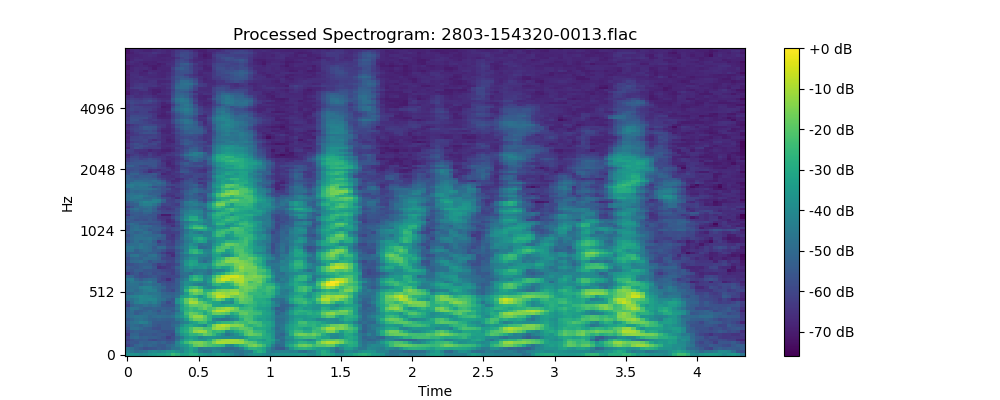 Processed Spectrogram: 2803-154320-0013.flac
+0 dB
-10 dB
-20 dB
-30 dB
-40 dB
-50 dB
-60 dB
-70 dB
Hz
4096
2048
1024
512
0
0 0.5 1 1.5 2 2.5 3 3.5 4
Time